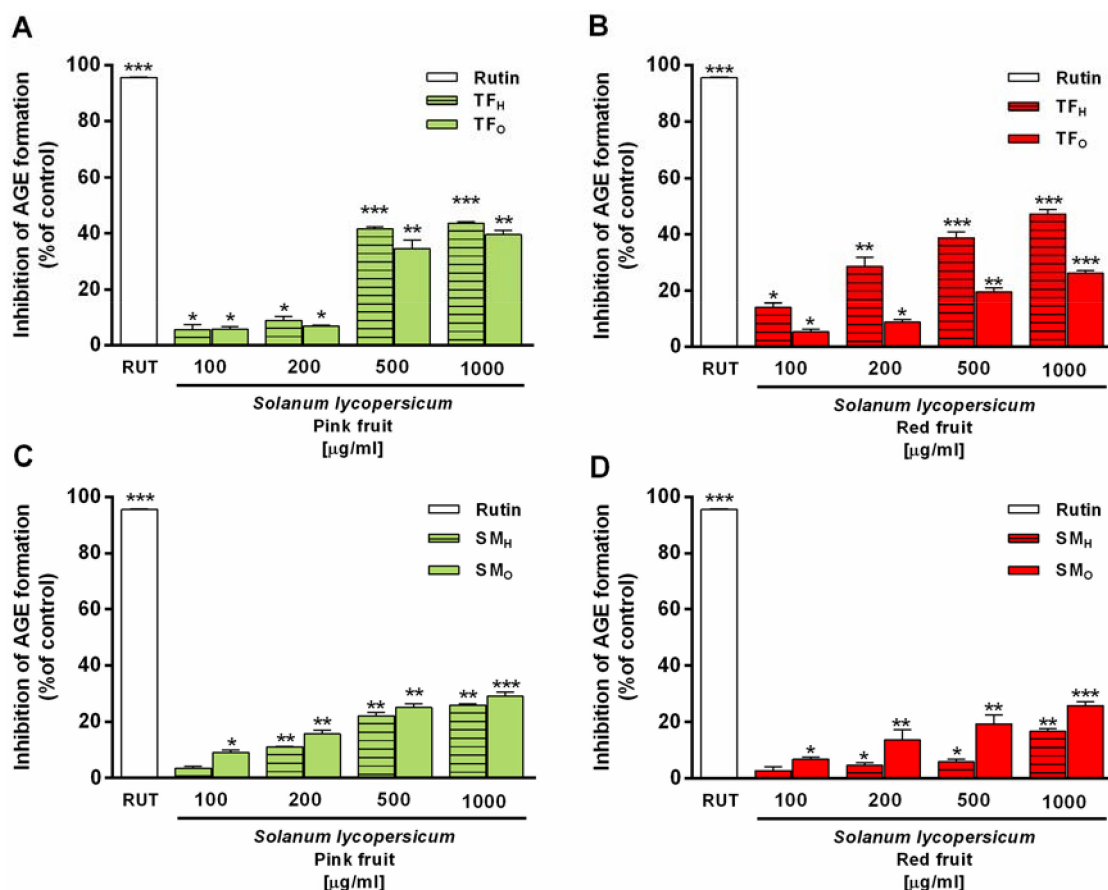 A
Inhibition of AGE formation
(% of control)
100
80
60
40
20
0
***
*
*
*
*
***
**
***
**
Rutin
TFH
TFO
RUT
100
200
500
1000
Solanum lycopersicum
Pink fruit
[µg/ml]
B
Inhibition of AGE formation
(% of control)
100
80
60
40
20
0
***
*
*
**
*
***
**
***
***
Rutin
TFH
TFO
RUT
100
200
500
1000
Solanum lycopersicum
Red fruit
[µg/ml]
C
Inhibition of AGE formation
(%of control)
100
80
60
40
20
0
***
*
**
**
**
**
**
***
Rutin
SMH
SMO
RUT
100
200
500
1000
Solanum lycopersicum
Pink fruit
[µg/ml]
D
Inhibition of AGE formation
(%of control)
100
80
60
40
20
0
***
*
*
**
*
**
**
***
Rutin
SMH
SMO
RUT
100
200
500
1000
Solanum lycopersicum
Red fruit
[µg/ml]